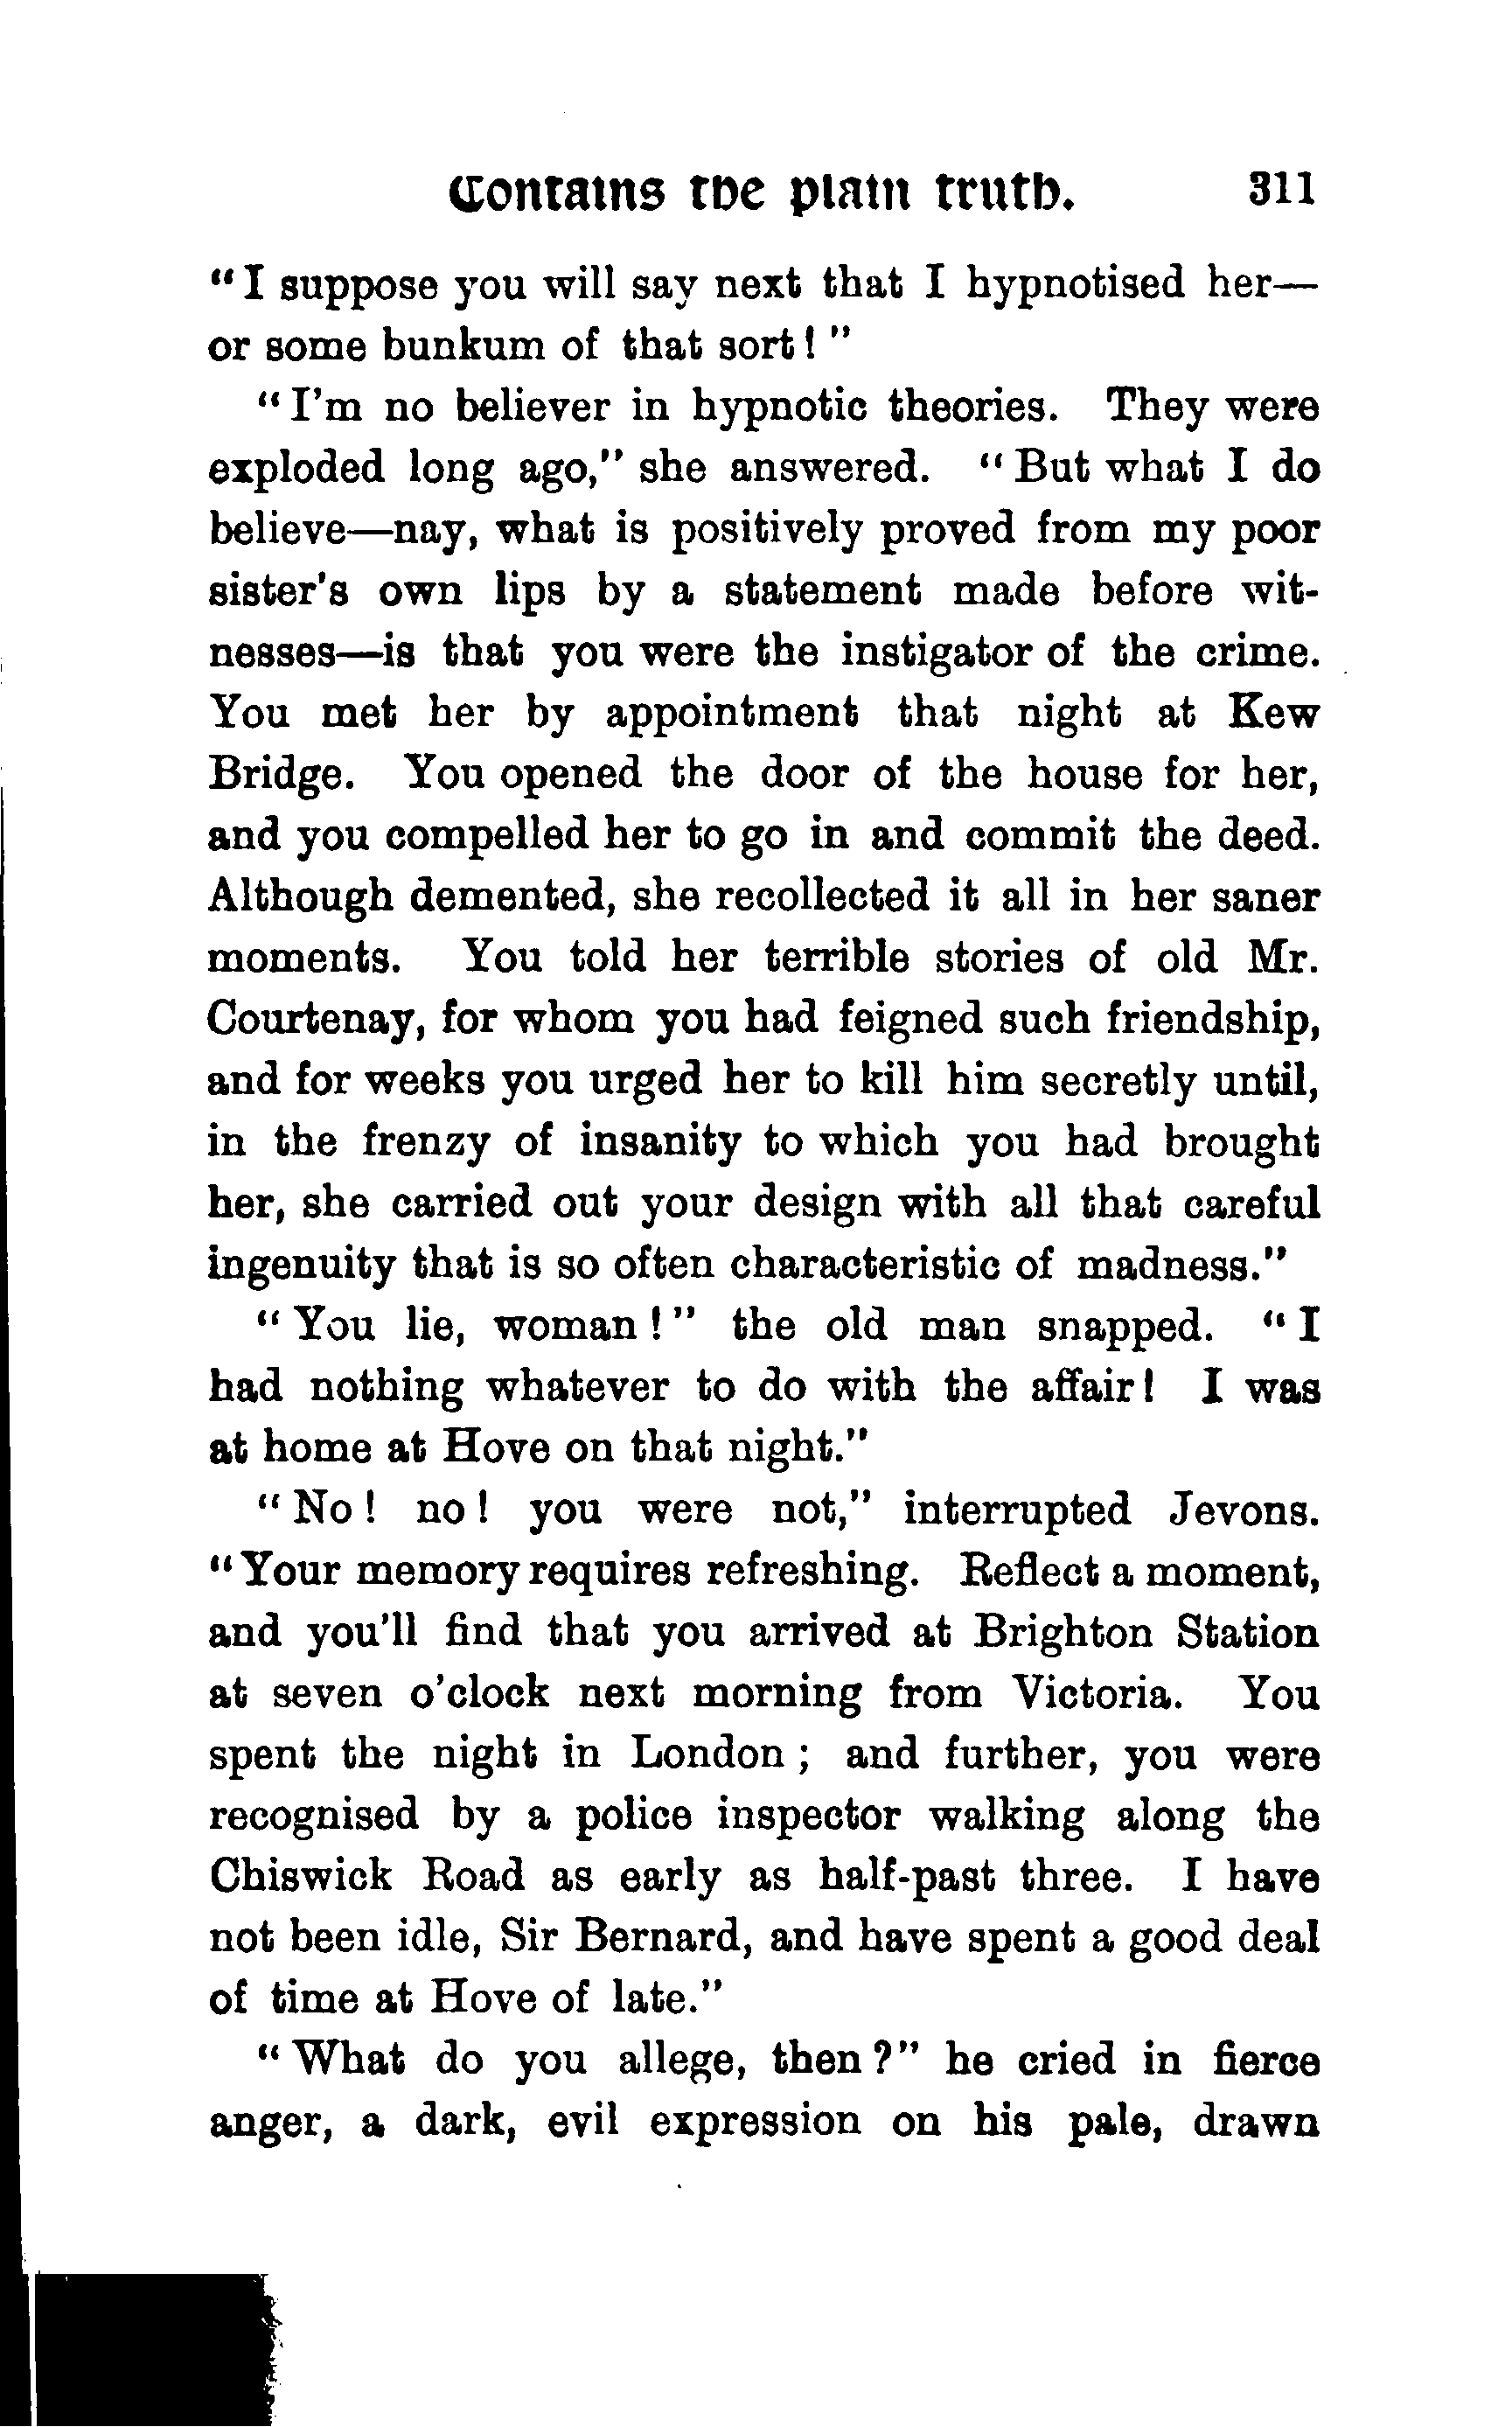 Contains the plain truth. 311
"I suppose you will say next that I hypnotised her—
or some bunkum of that sort!"
"I'm no believer in hypnotic theories. They were
exploded long ago," she answered. "But what I do
believe—nay, what is positively proved from my poor
sister's own lips by a statement made before wit-
nesses—is that you were the instigator of the crime.
You met her by appointment that night at Kew
Bridge. You opened the door of the house for her,
and you compelled her to go in and commit the deed.
Although demented, she recollected it all in her saner
moments. You told her terrible stories of old Mr.
Courtenay, for whom you had feigned such friendship,
and for weeks you urged her to kill him secretly until,
in the frenzy of insanity to which you had brought
her, she carried out your design with all that careful
ingenuity that is so often characteristic of madness."
"You lie, woman!" the old man snapped. "I
had nothing whatever to do with the affair! I was
at home at Hove on that night."
"No! no! you were not," interrupted Jevons.
"Your memory requires refreshing. Reflect a moment,
and you'll find that you arrived at Brighton Station
at seven o'clock next morning from Victoria. You
spent the night in London; and further, you were
recognised by a police inspector walking along the
Chiswick Road as early as half-past three. I have
not been idle, Sir Bernard, and have spent a good deal
of time at Hove of late."
"What do you allege, then?" he cried in fierce
anger, a dark, evil expression on his pale, drawn